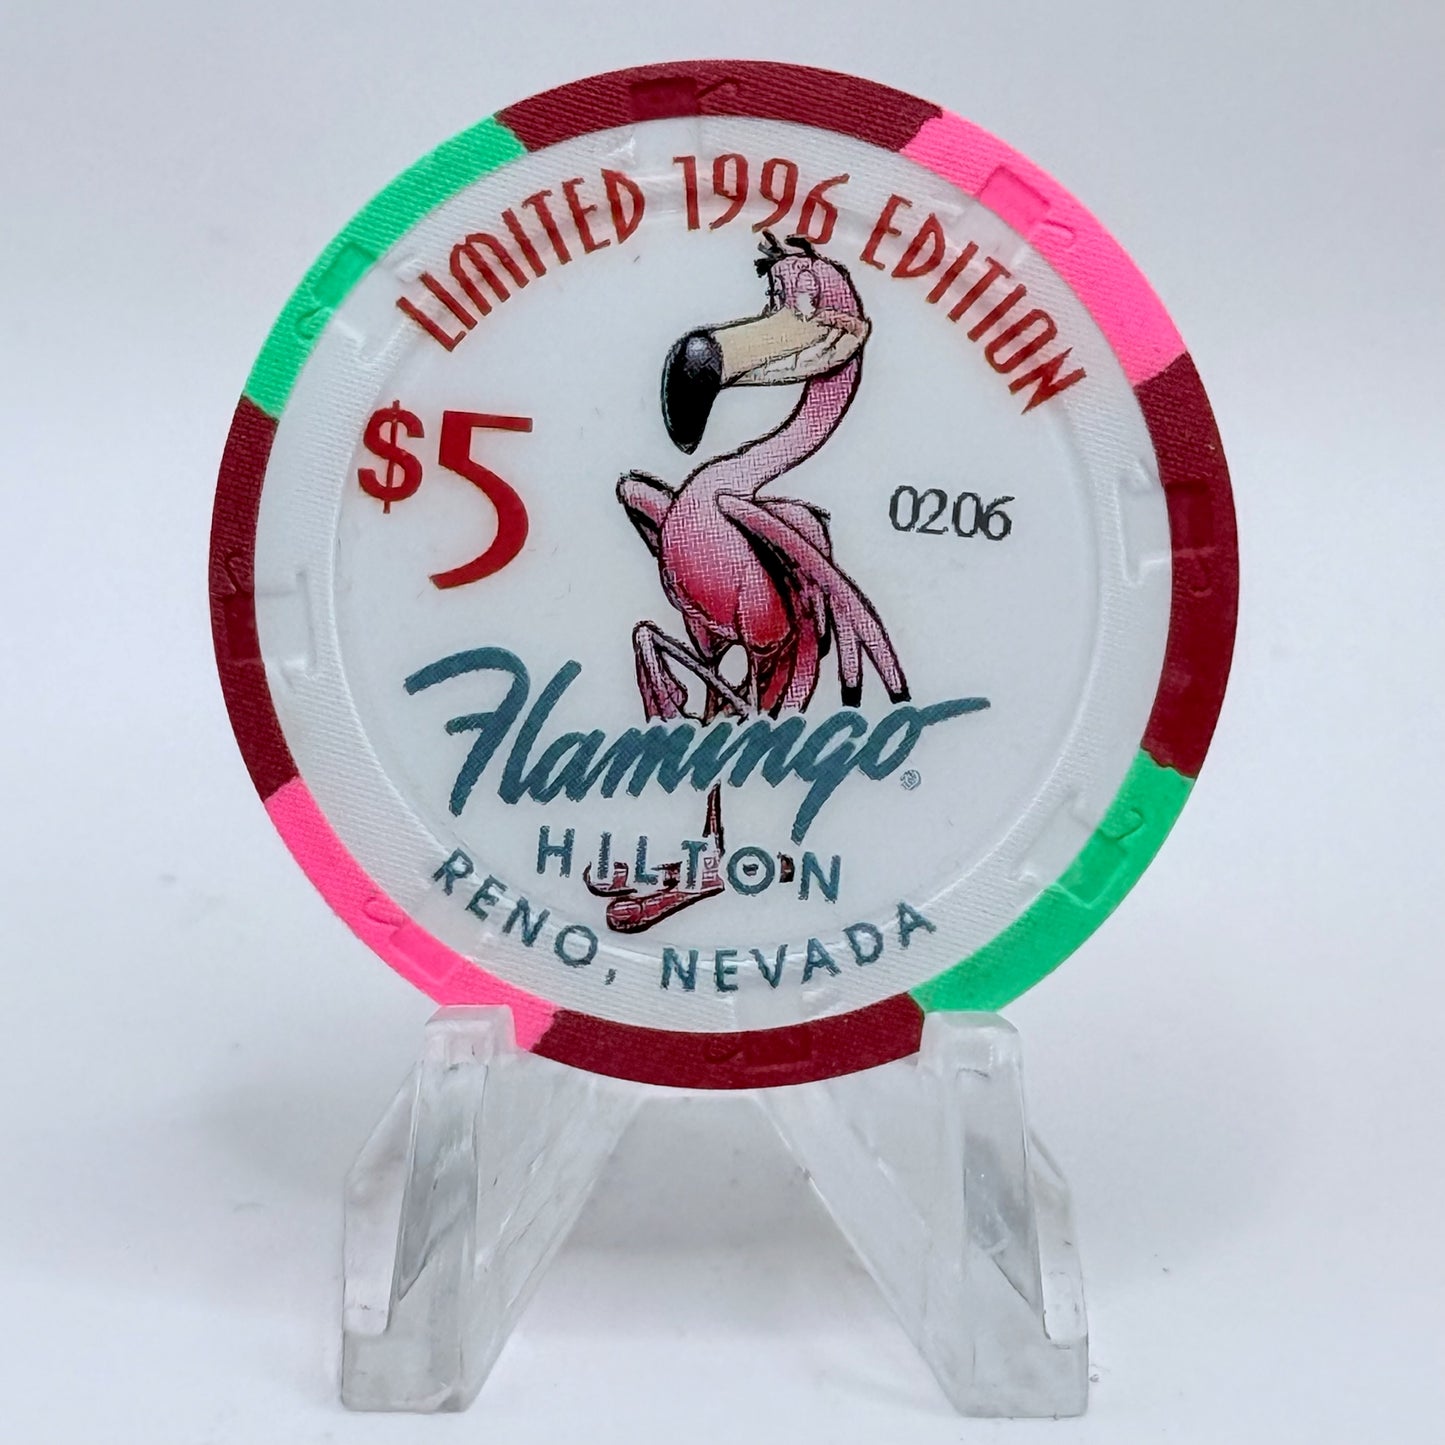 LIMITED 1996 EDITION
$5
0206
Flamingo®
HILTON
RENO, NEVADA